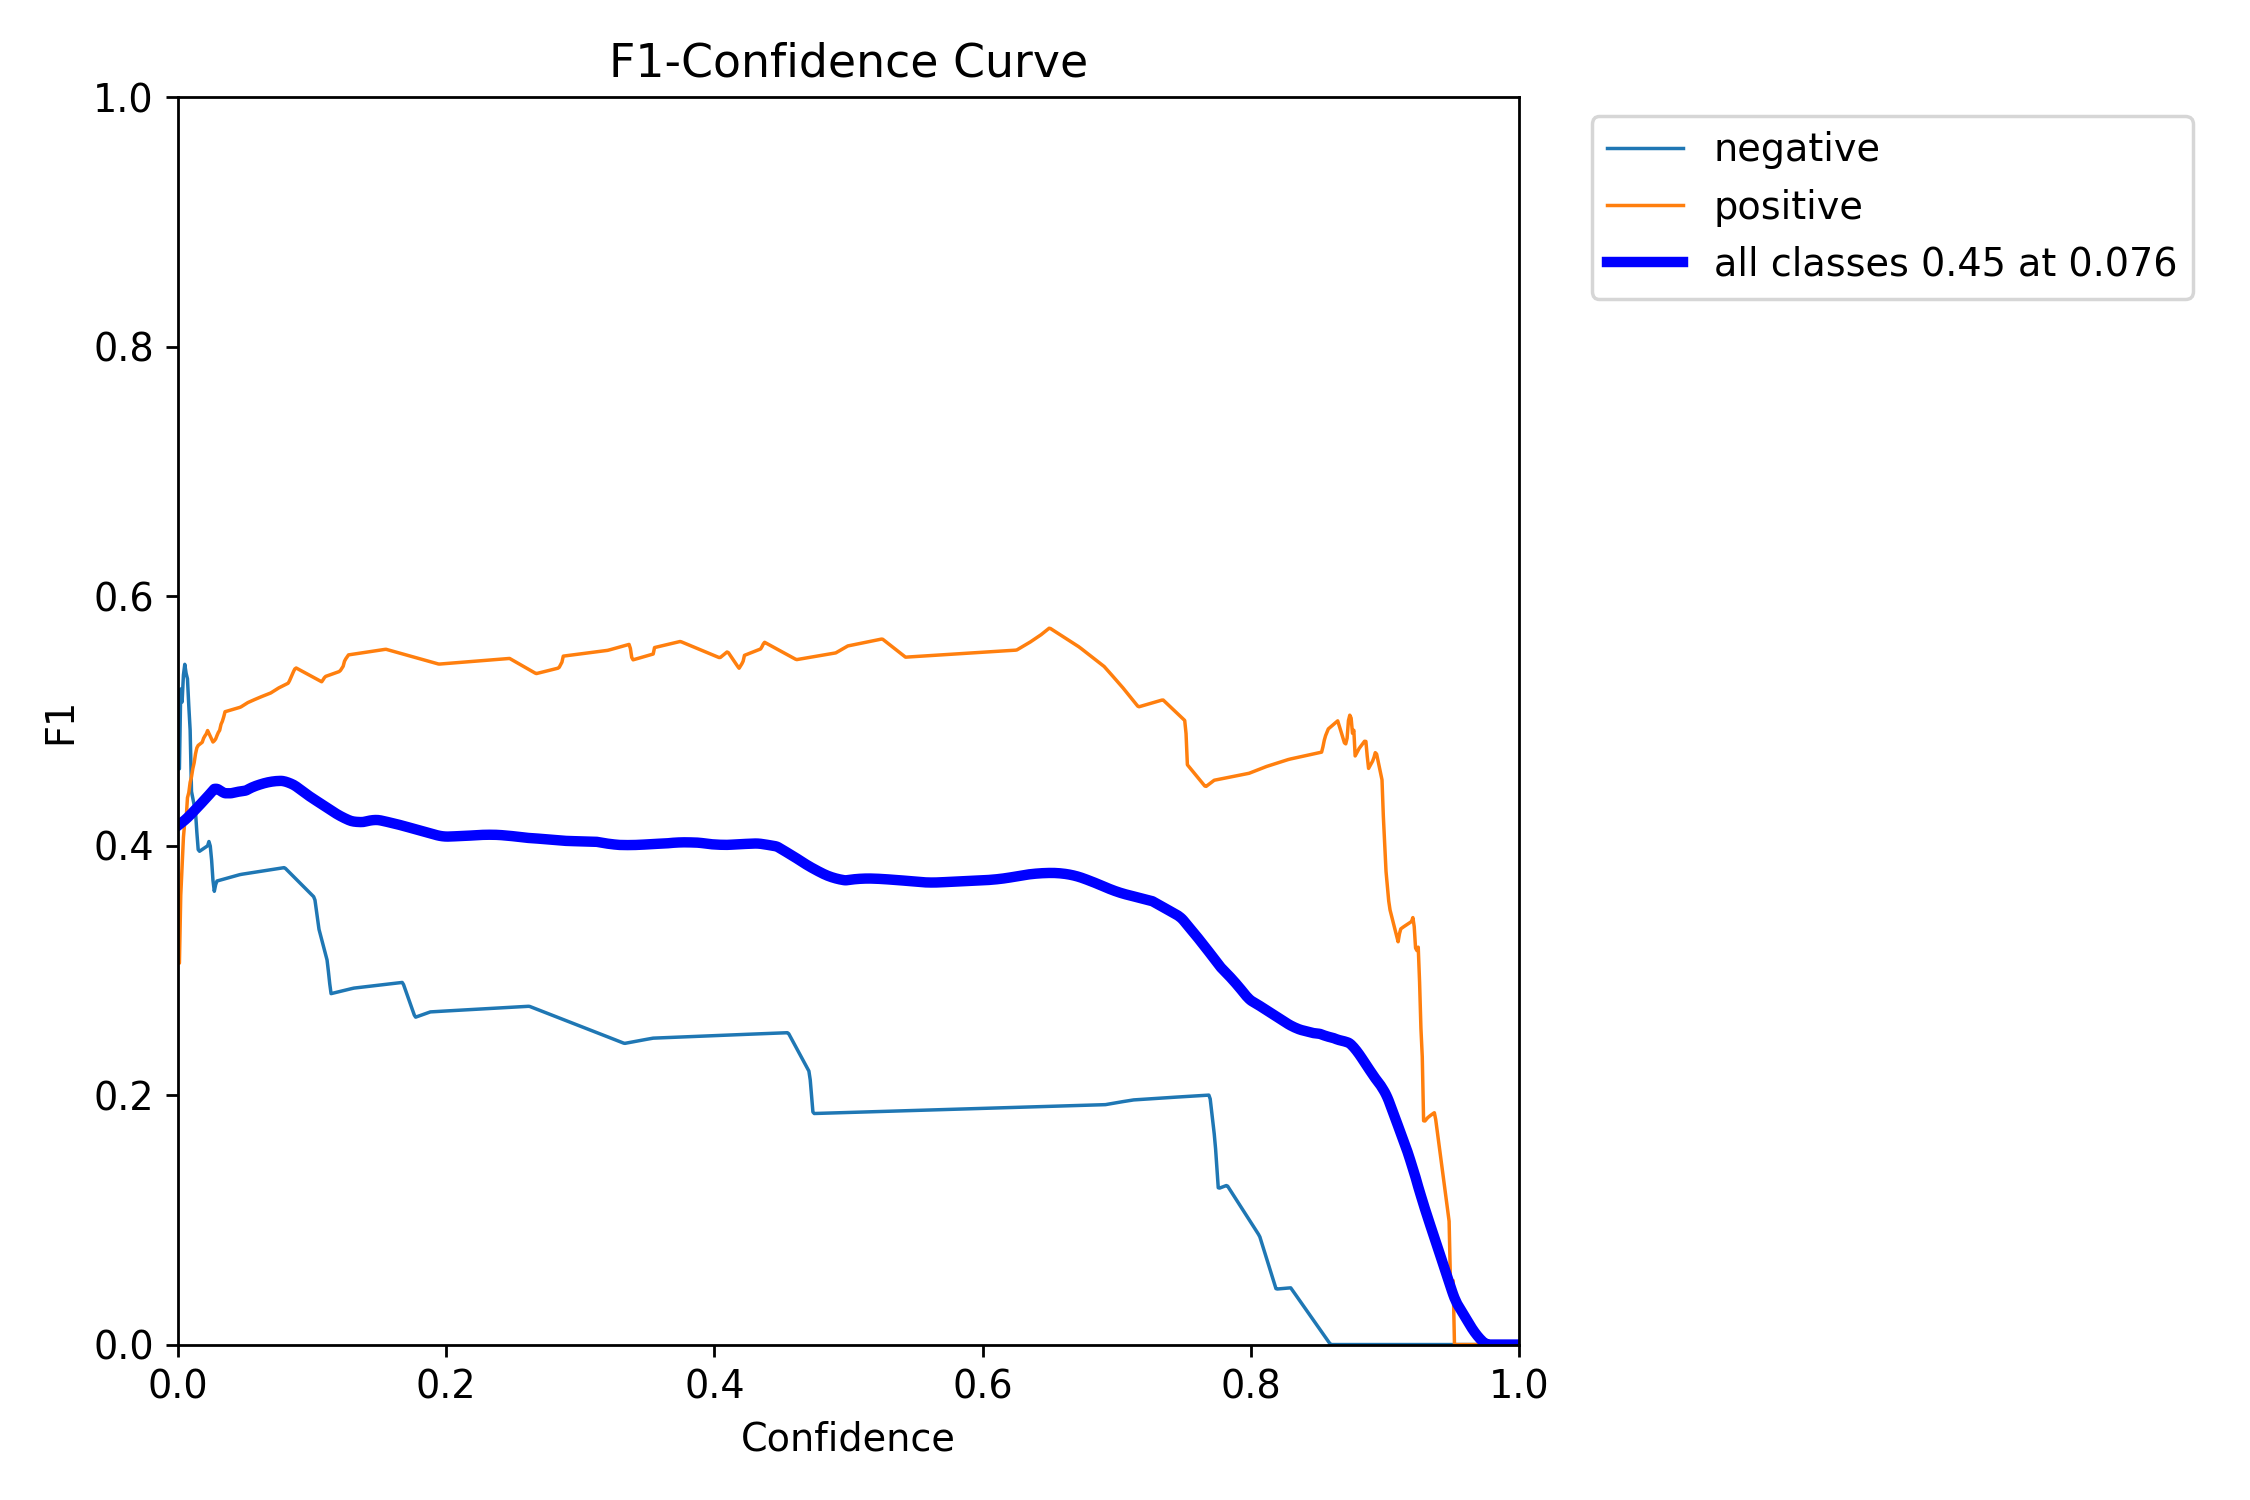 F1-Confidence Curve
1.0
0.8
0.6
0.4
0.2
0.0
F1
0.0 0.2 0.4 0.6 0.8 1.0
Confidence
negative
positive
all classes 0.45 at 0.076